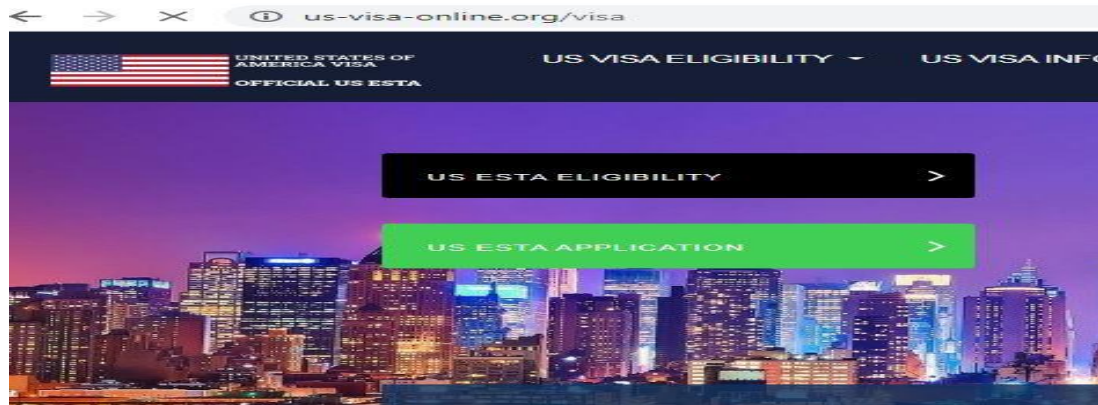 us-visa-online.org/visa
UNITED STATES OF
AMERICA VISA
OFFICIAL US ESTA
US VISA ELIGIBILITY
US VISA INFO
US ESTA ELIGIBILITY >
US ESTA APPLICATION >